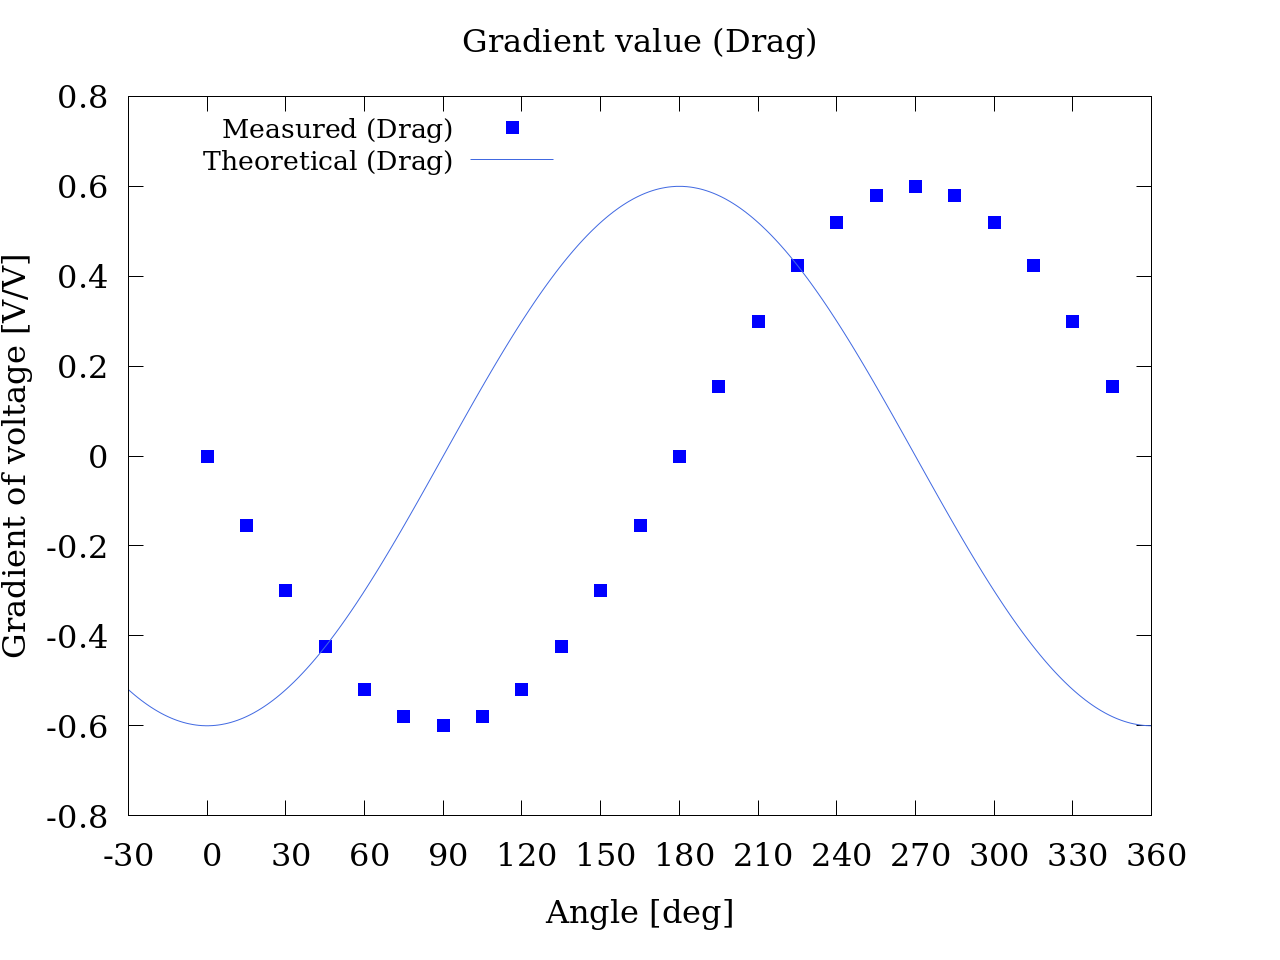 Gradient value (Drag)
Measured (Drag)
Theoretical (Drag)
0.8
0.6
0.4
0.2
0
-0.2
-0.4
-0.6
-0.8
Gradient of voltage [V/V]
-30 0 30 60 90 120 150 180 210 240 270 300 330 360
Angle [deg]